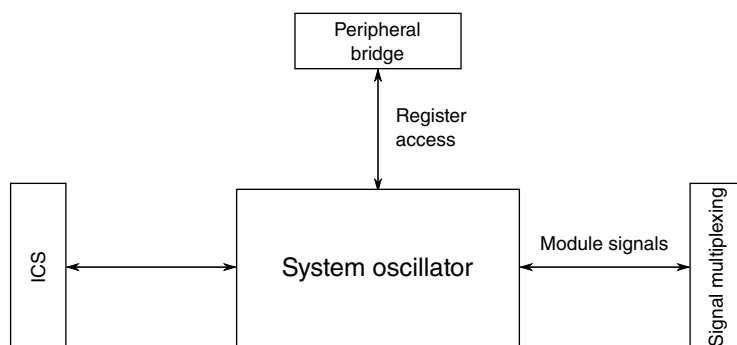 Peripheral
bridge
Register
access
ICS
System oscillator
Module signals
Signal multiplexing